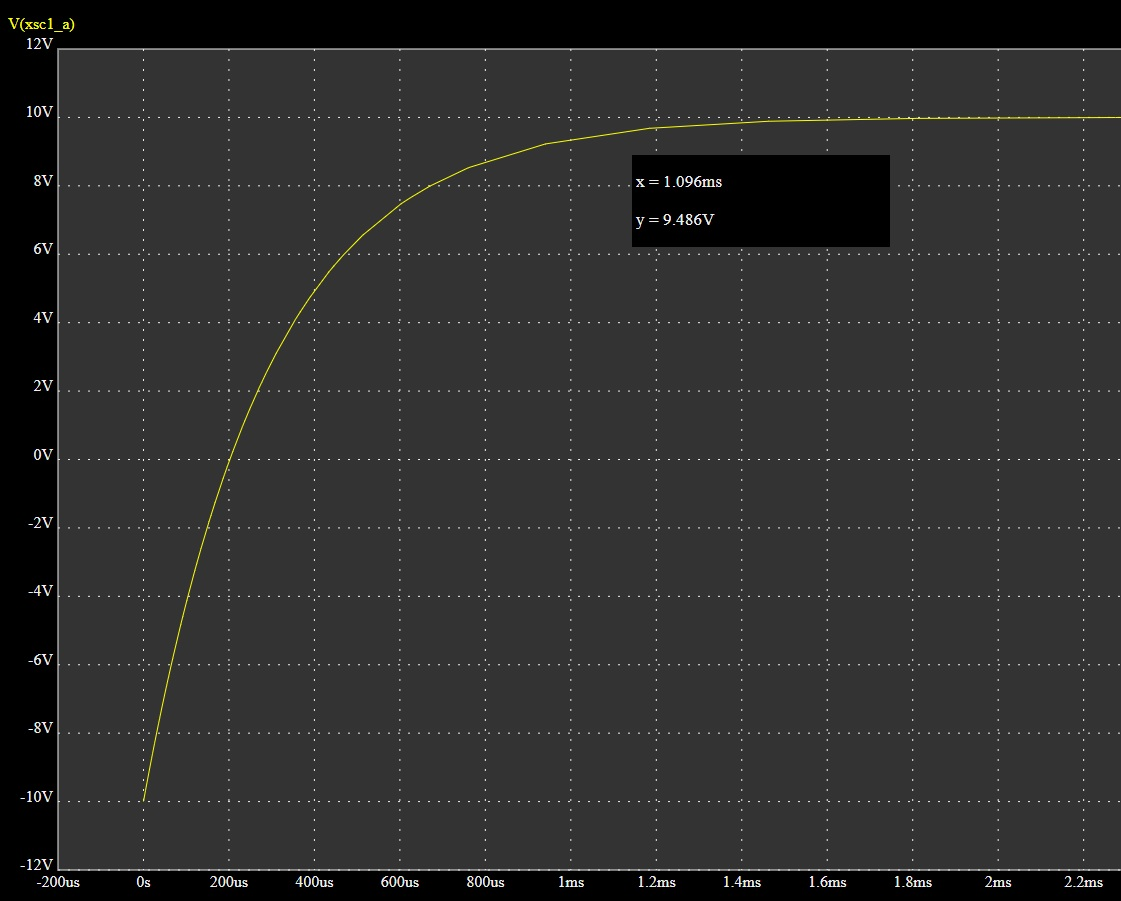 V(xsc1_a)
12V
10V
8V
x = 1.096ms
y = 9.486V
6V
4V
2V
0V
-2V
-4V
-6V
-8V
-10V
-12V
-200us 0s 200us 400us 600us 800us 1ms 1.2ms 1.4ms 1.6ms 1.8ms 2ms 2.2ms